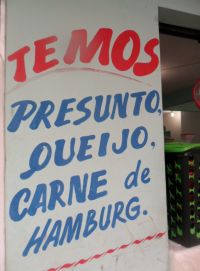 TEMOS
PRESUNTO,
QUEIJO,
CARNE de
HAMBURG.